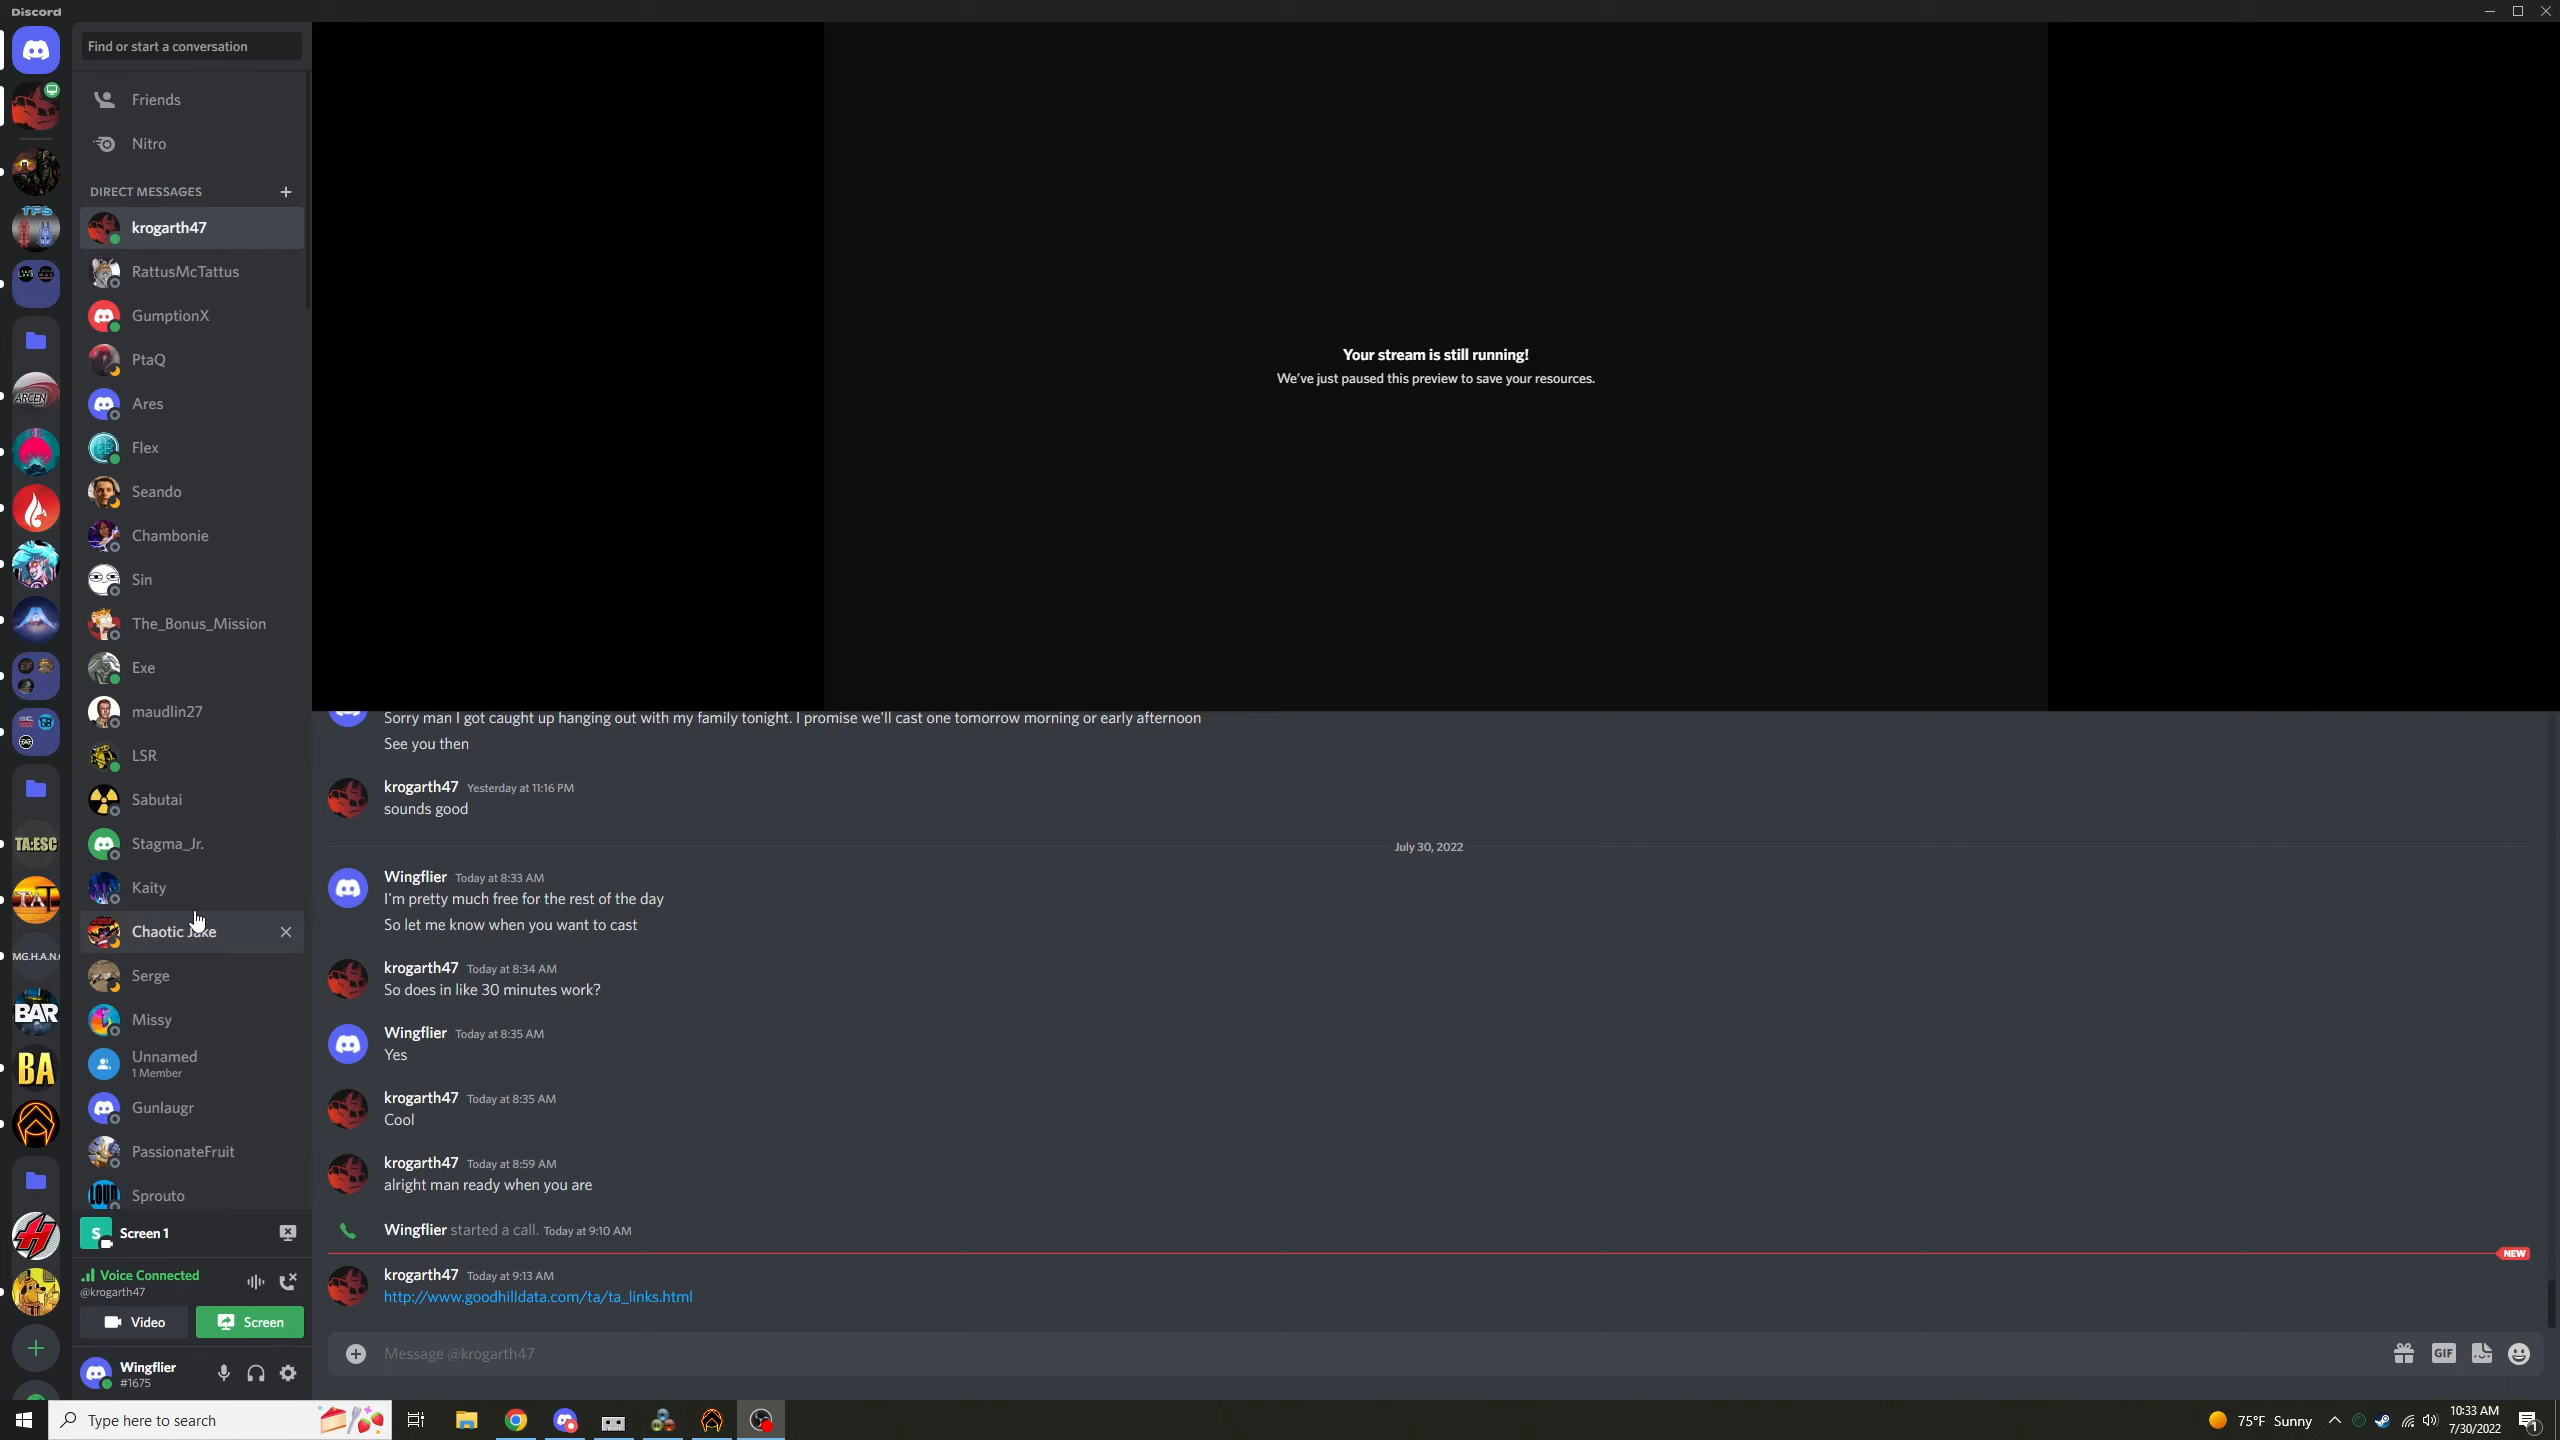 Discord
Find or start a conversation
Friends
Nitro
DIRECT MESSAGES
krogarth47
RattusMcTattus
GumptionX
PtaQ
Ares
Flex
Seando
Chambonie
Sin
The_Bonus_Mission
Exe
maudlin27
LSR
Sabutai
Stagma_Jr.
Kaity
Chaotic Jake
Serge
Missy
Unnamed
1 Member
Gunlaugr
PassionateFruit
Sprouto
TFS
ARCEN
TA:ESC
TAT
MG.H.A.N.
BAR
BA
Screen 1
Voice Connected
@krogarth47
Video
Screen
Wingflier
#1675
Your stream is still running!
We've just paused this preview to save your resources.
Sorry man I got caught up hanging out with my family tonight. I promise we'll cast one tomorrow morning or early afternoon
See you then
krogarth47 Yesterday at 11:16 PM
sounds good
July 30, 2022
Wingflier Today at 8:33 AM
I'm pretty much free for the rest of the day
So let me know when you want to cast
krogarth47 Today at 8:34 AM
So does in like 30 minutes work?
Wingflier Today at 8:35 AM
Yes
krogarth47 Today at 8:35 AM
Cool
krogarth47 Today at 8:59 AM
alright man ready when you are
Wingflier started a call. Today at 9:10 AM
NEW
krogarth47 Today at 9:13 AM
http://www.goodhilldata.com/ta/ta_links.html
Message @krogarth47
GIF
Type here to search
75°F Sunny
10:33 AM
7/30/2022
1